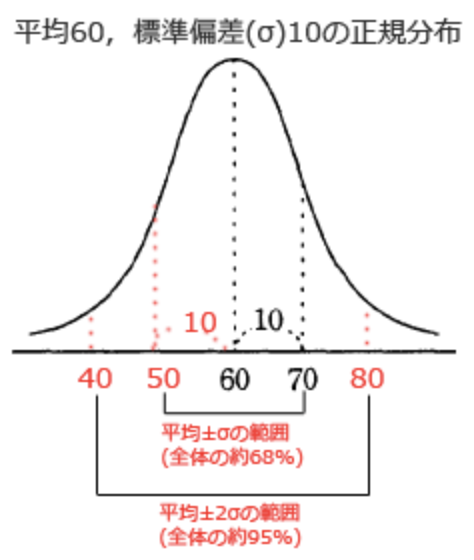 平均60，標準偏差(σ)10の正規分布
10
10
40 50 60 70 80
平均±σの範囲
(全体の約68%)
平均±2σの範囲
(全体の約95%)